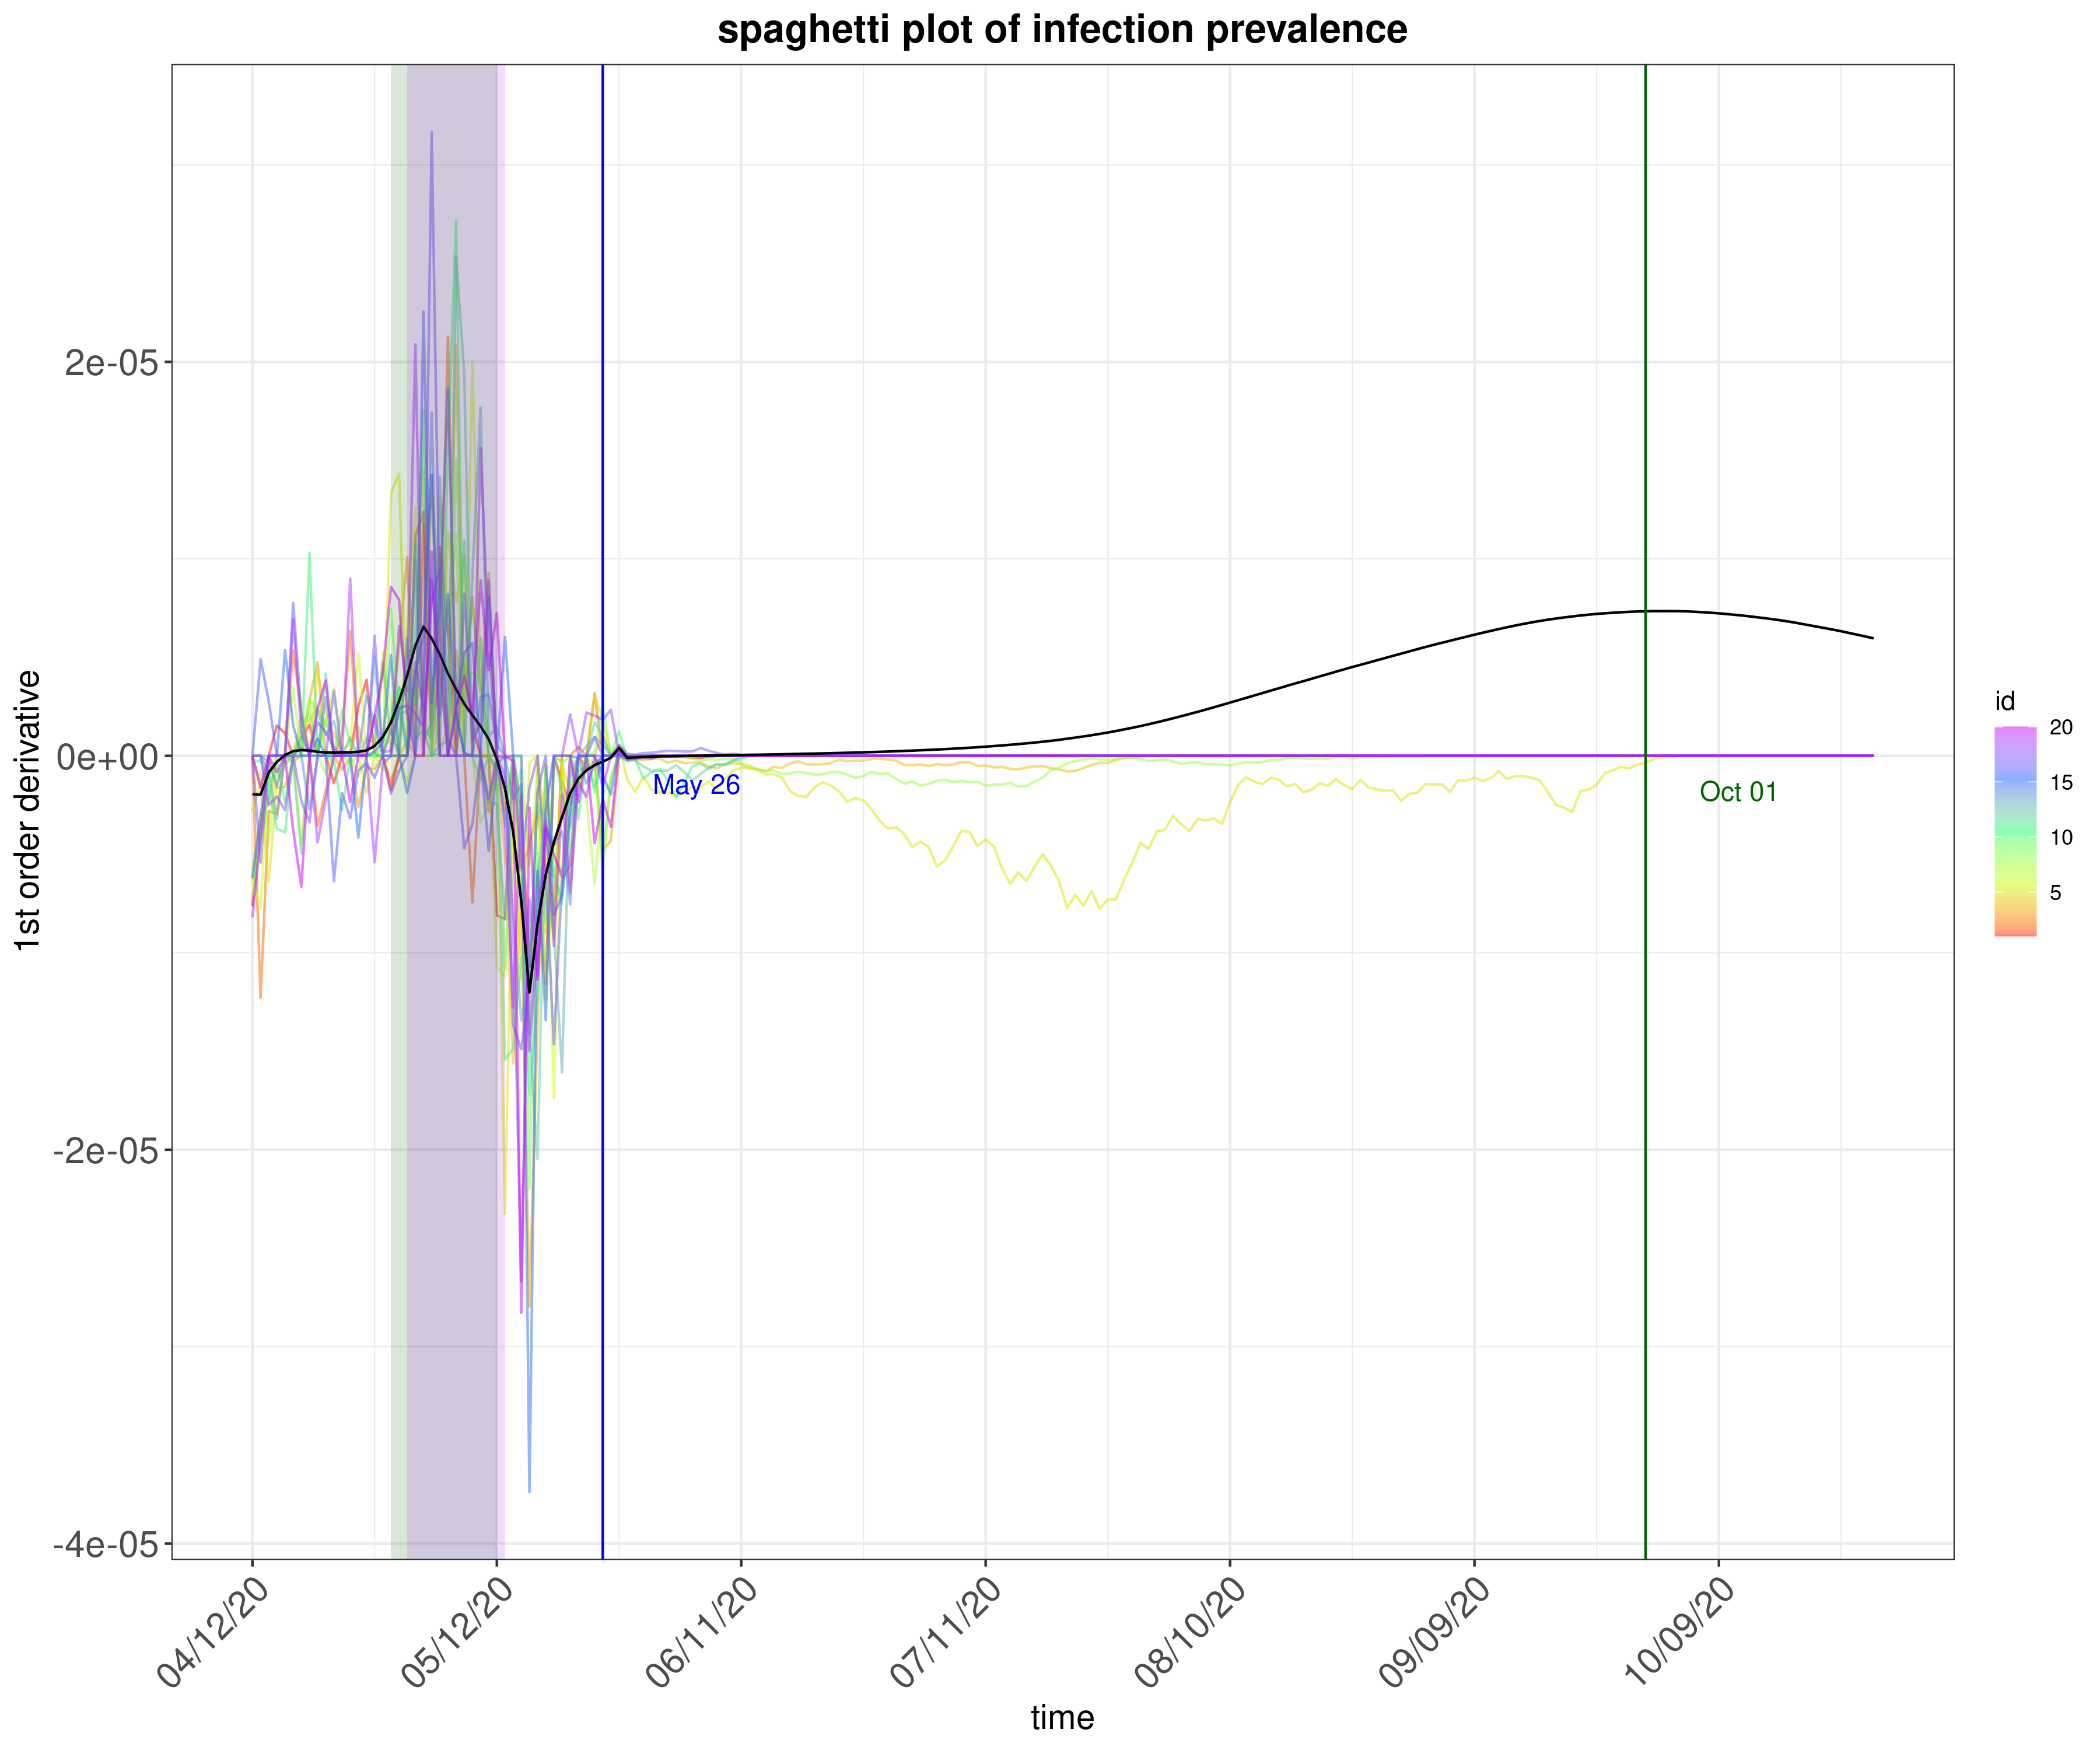 spaghetti plot of infection prevalence
1st order derivative
2e-05
0e+00
-2e-05
-4e-05
May 26
Oct 01
id
20
15
10
5
04/12/20
05/12/20
06/11/20
07/11/20
08/10/20
09/09/20
10/09/20
time